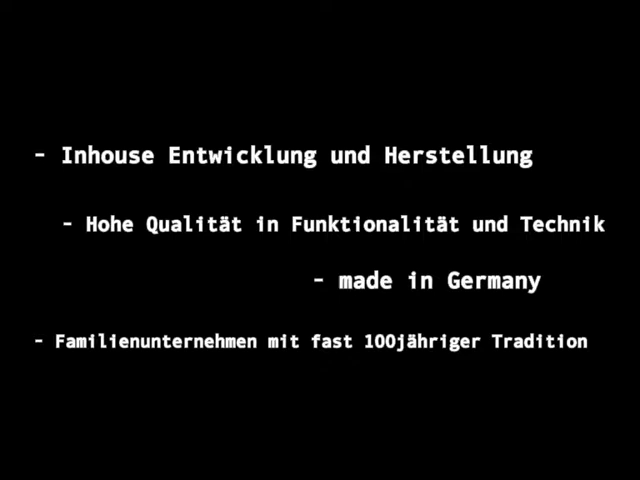 - Inhouse Entwicklung und Herstellung
- Hohe Qualität in Funktionalität und Technik
- made in Germany
- Familienunternehmen mit fast 100jähriger Tradition